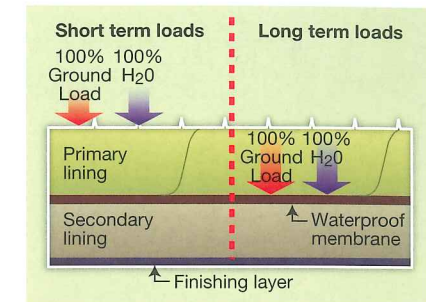 Short term loads
100% 100%
Ground H20
Load
Long term loads
100% 100%
Ground H20
Load
Primary
lining
Secondary
lining
Waterproof
membrane
Finishing layer